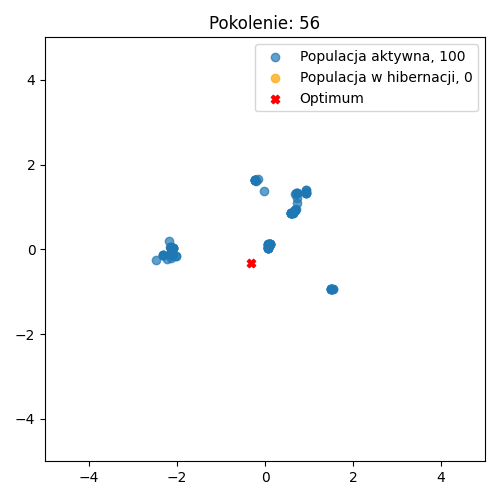 Pokolenie: 56
Populacja aktywna, 100
Populacja w hibernacji, 0
Optimum
4
2
0
−2
−4
−4 −2 0 2 4